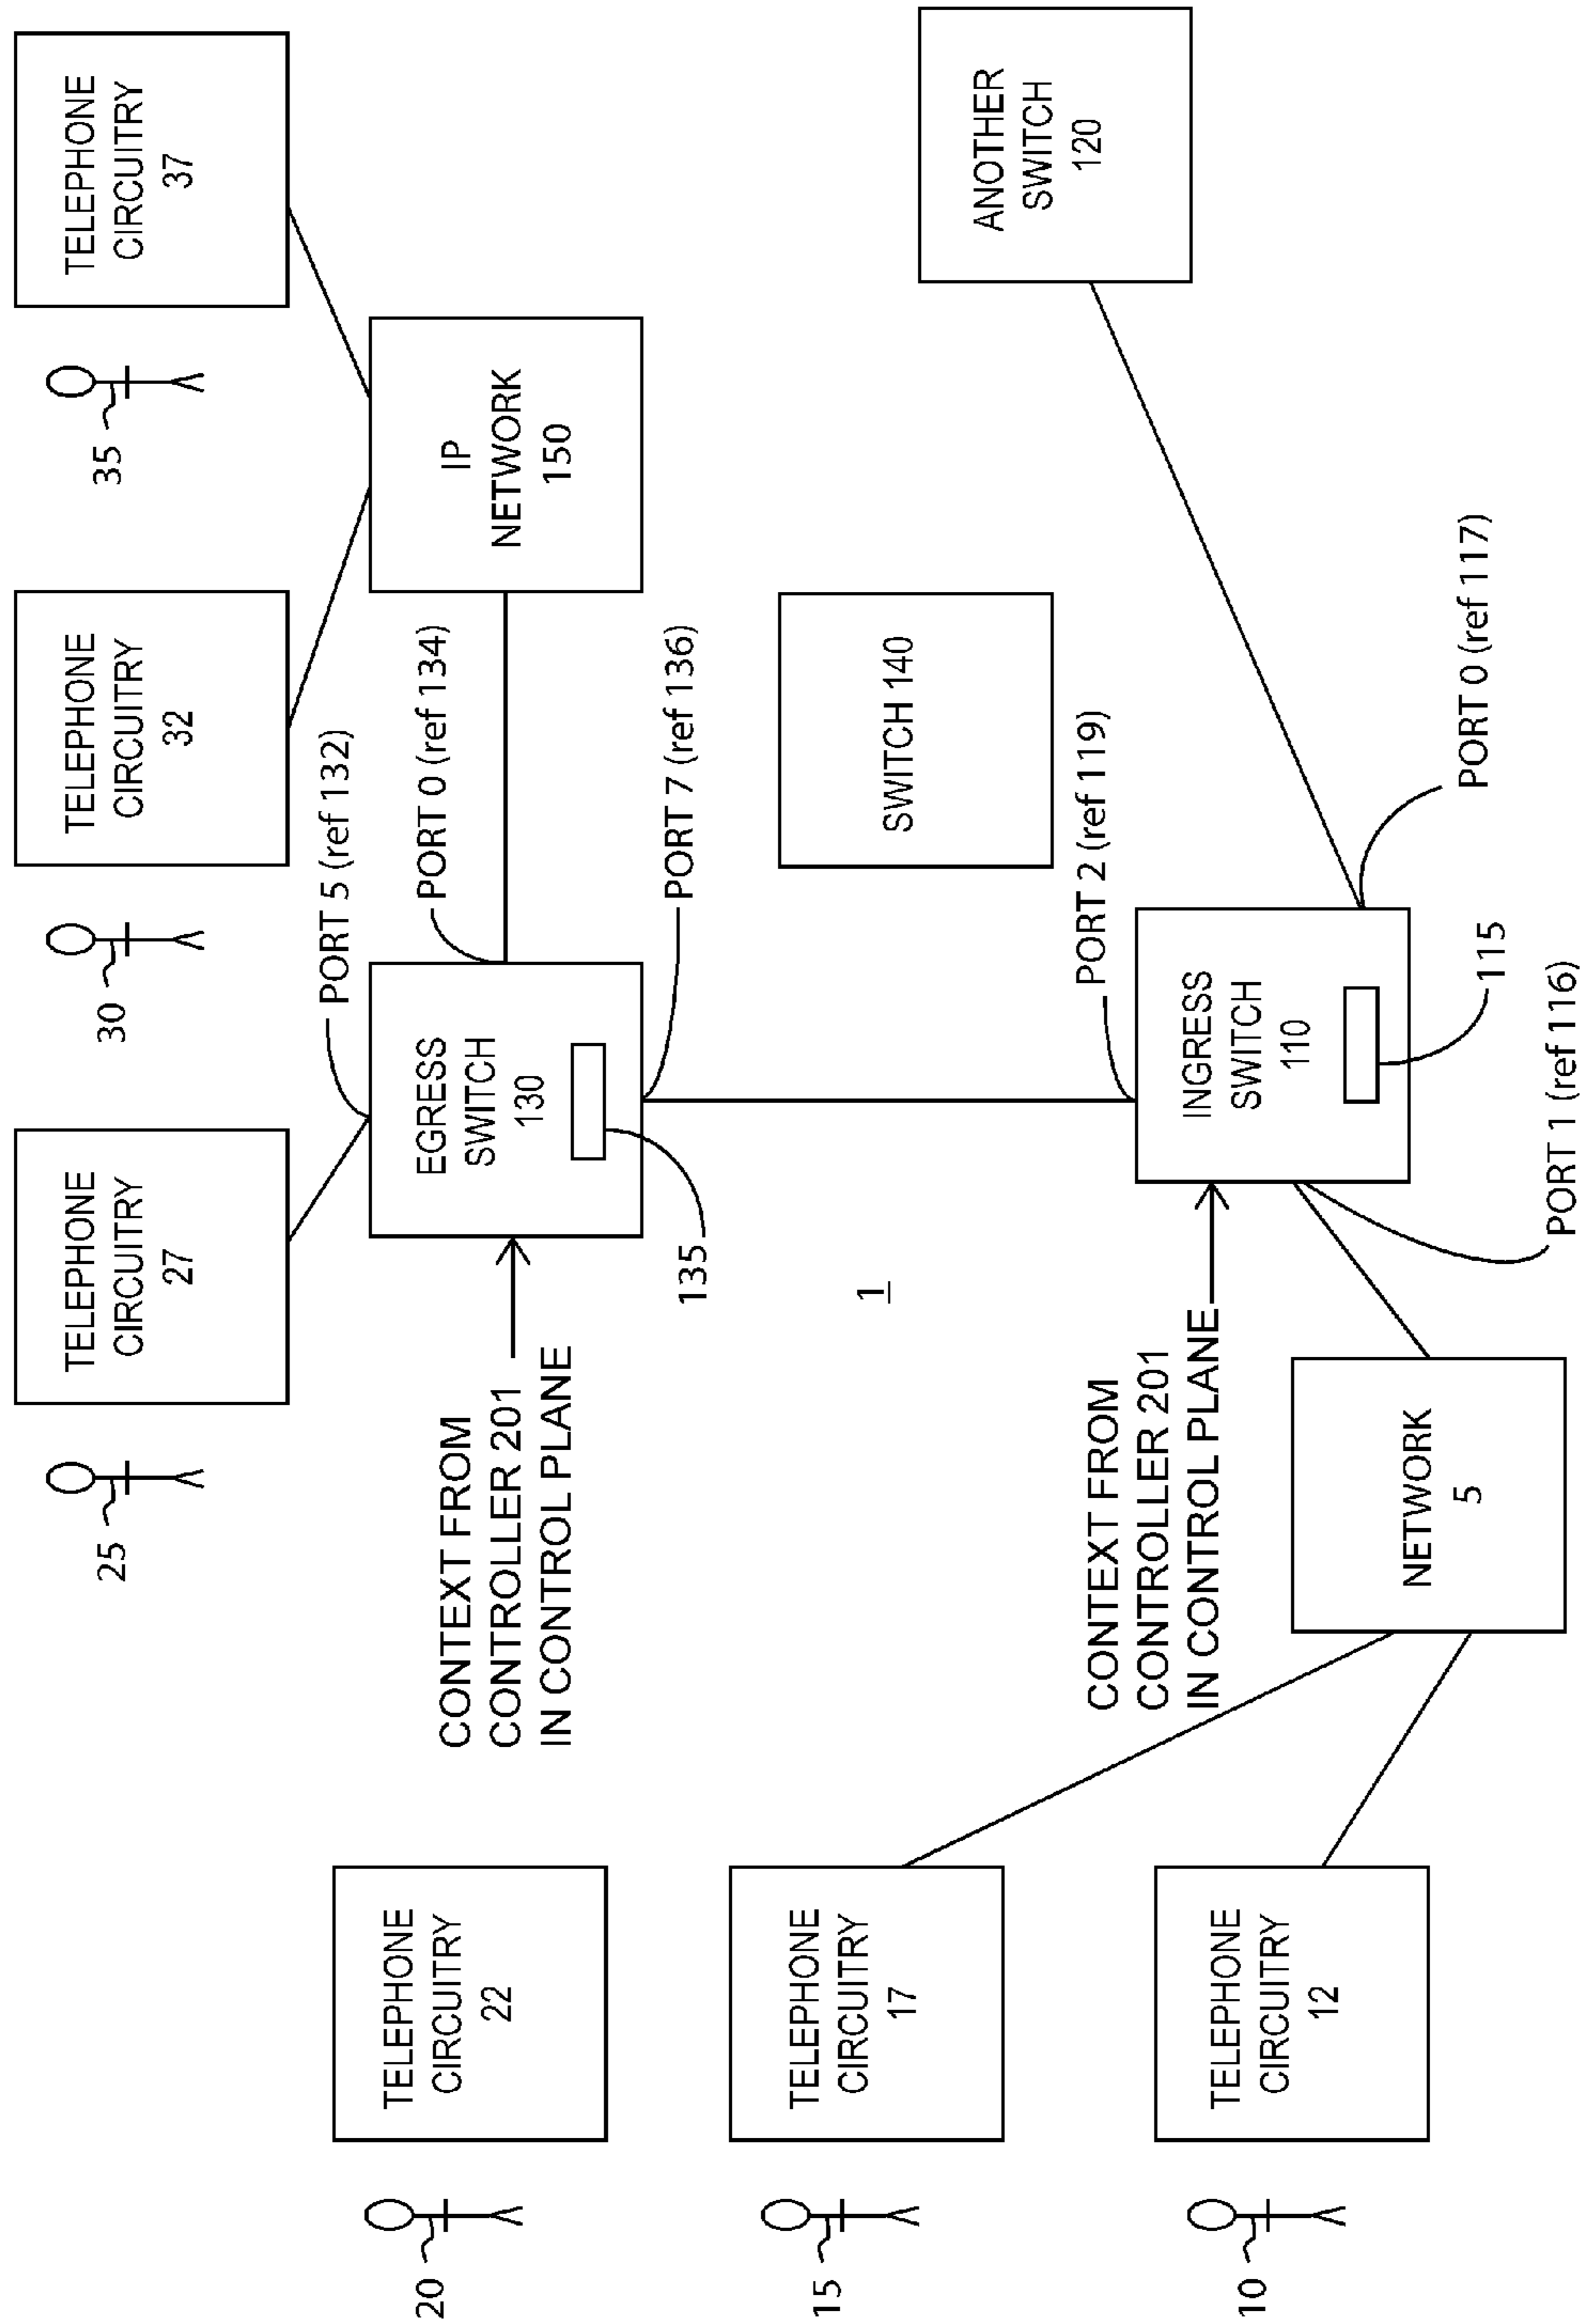 TELEPHONE
CIRCUITRY
27
TELEPHONE
CIRCUITRY
32
TELEPHONE
CIRCUITRY
37
25
30
35
PORT 5 (ref 132)
TELEPHONE
CIRCUITRY
22
20
CONTEXT FROM
CONTROLLER 201
IN CONTROL PLANE
EGRESS
SWITCH
130
PORT 0 (ref 134)
IP
NETWORK
150
135
PORT 7 (ref 136)
TELEPHONE
CIRCUITRY
17
15
1
SWITCH 140
ANOTHER
SWITCH
120
CONTEXT FROM
CONTROLLER 201
IN CONTROL PLANE
PORT 2 (ref 119)
INGRESS
SWITCH
110
TELEPHONE
CIRCUITRY
12
10
NETWORK
5
115
PORT 0 (ref 117)
PORT 1 (ref 116)